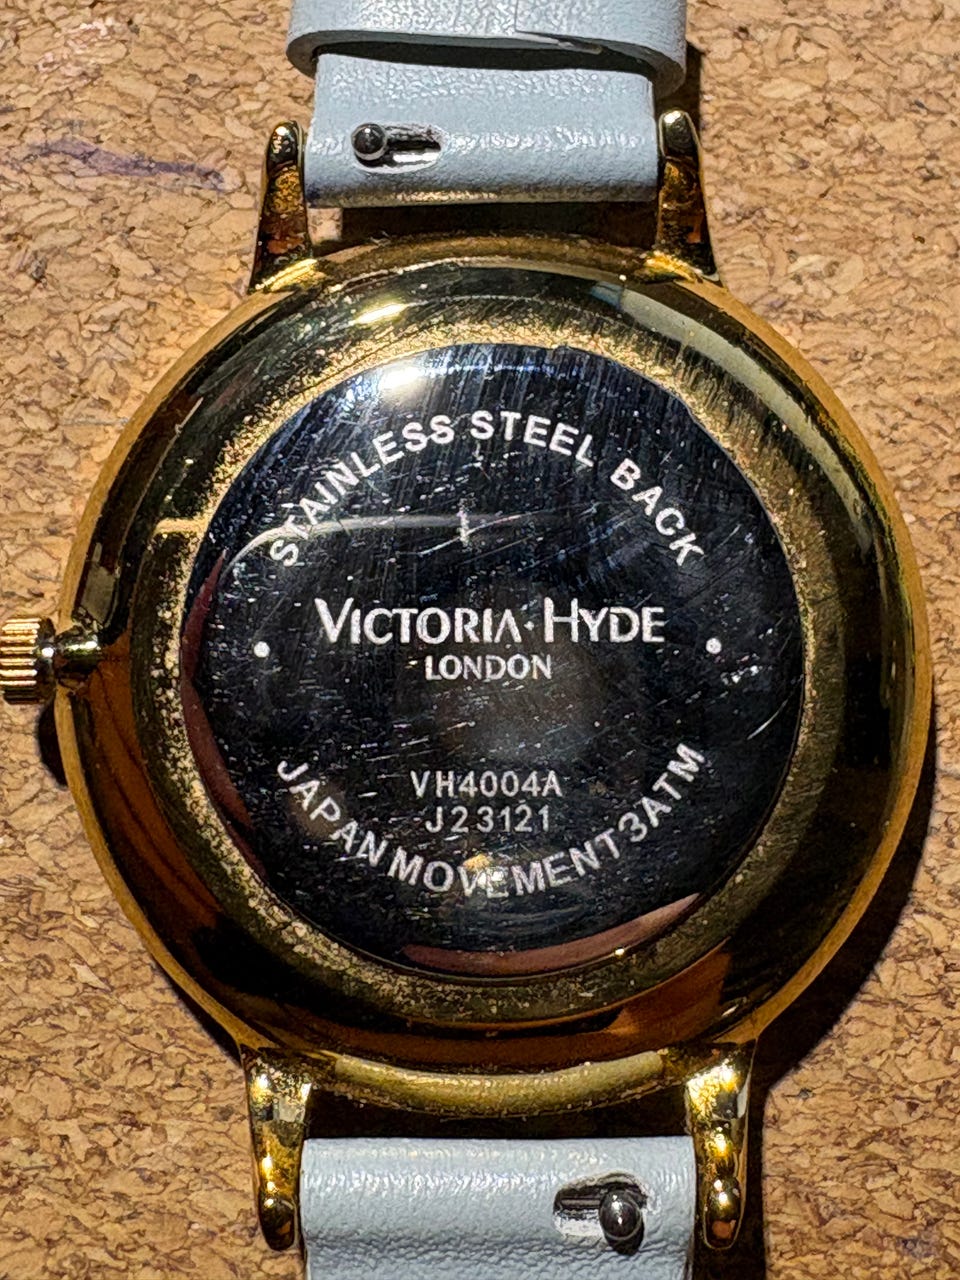 STAINLESS STEEL BACK
VICTORIA·HYDE
LONDON
VH4004A
J23121
JAPAN MOVEMENT 3ATM